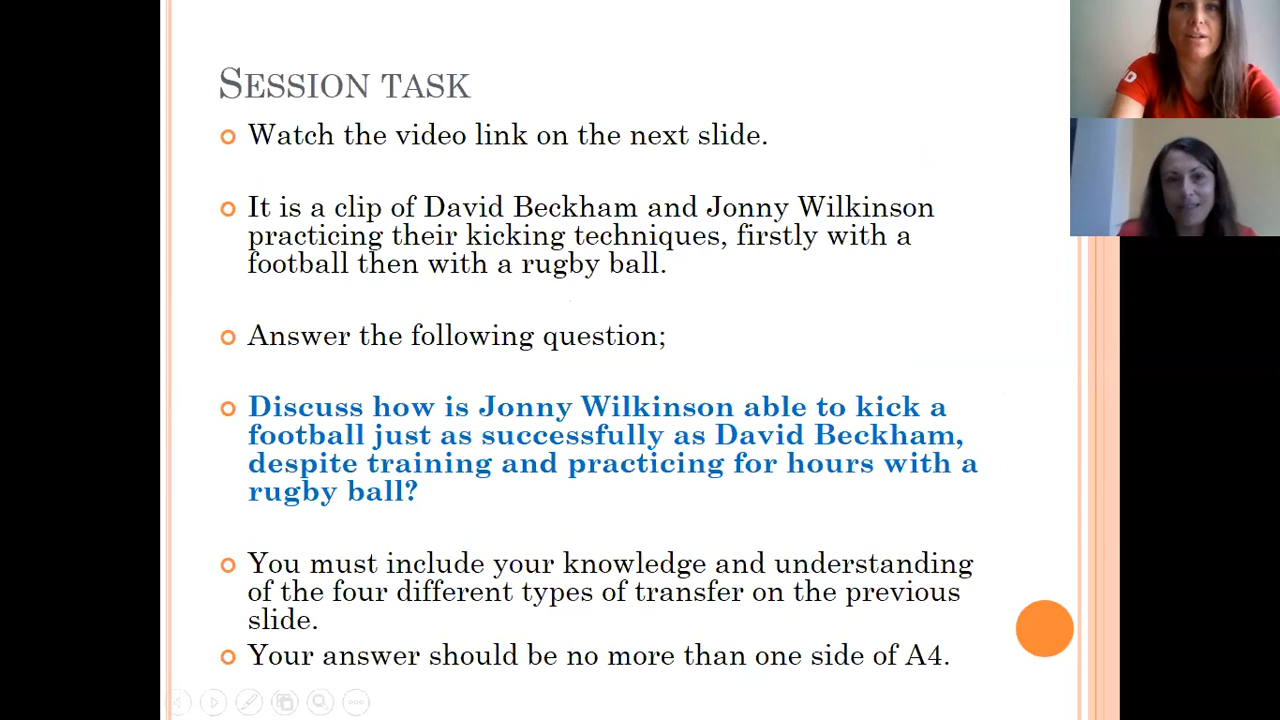 SESSION TASK
Watch the video link on the next slide.
It is a clip of David Beckham and Jonny Wilkinson
practicing their kicking techniques, firstly with a
football then with a rugby ball.
Answer the following question;
Discuss how is Jonny Wilkinson able to kick a
football just as successfully as David Beckham,
despite training and practicing for hours with a
rugby ball?
You must include your knowledge and understanding
of the four different types of transfer on the previous
slide.
Your answer should be no more than one side of A4.